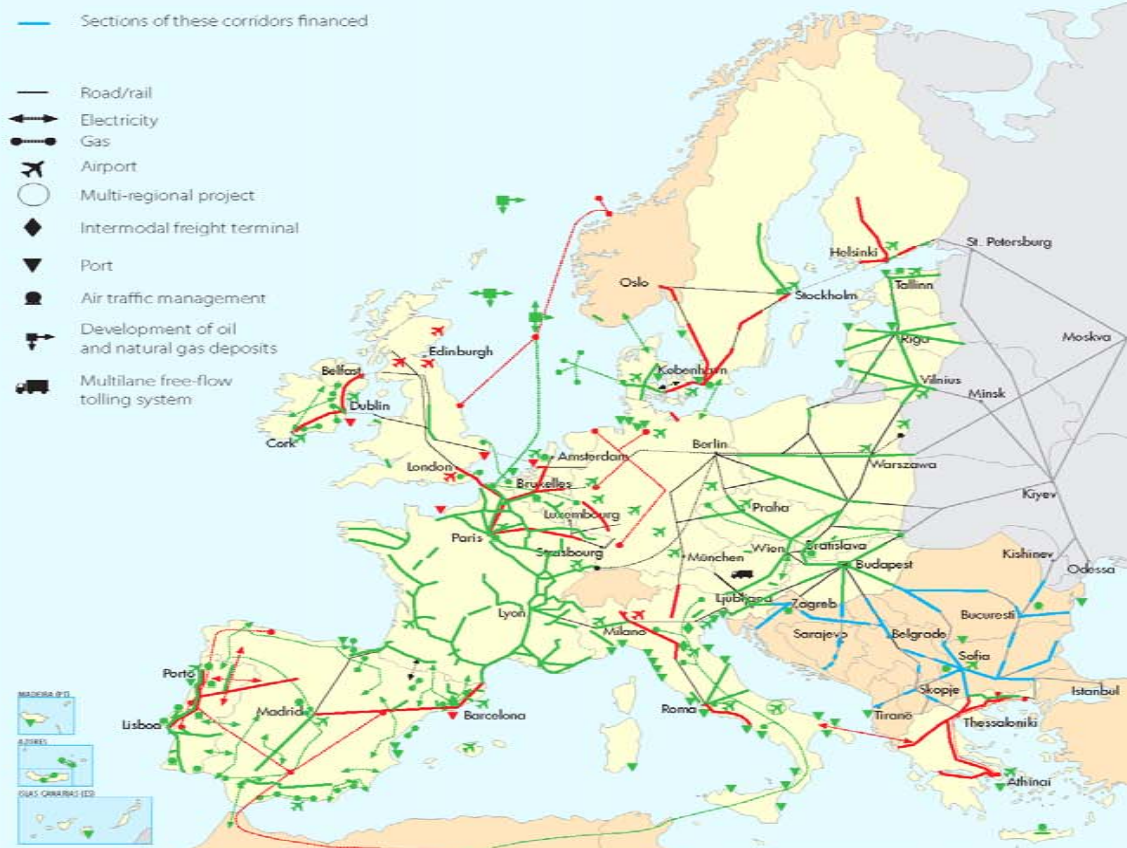 Sections of these corridors financed
Road/rail
Electricity
Gas
Airport
Multi-regional project
Intermodal freight terminal
Port
Air traffic management
Development of oil
and natural gas deposits
Multilane free-flow
tolling system
Helsinki
St. Petersburg
Oslo
Stockholm
Tallinn
Moskva
Riga
Edinburgh
København
Belfast
Vilnius
Minsk
Dublin
Cork
Berlin
Amsterdam
London
Warszawa
Bruxelles
Kiyev
Luxembourg
Praha
Paris
Strasbourg
Wien
Bratislava
München
Budapest
Kishinev
Odessa
Ljubljana
Zagreb
Lyon
Bucuresti
Milano
Sarajevo
Belgrade
Sofia
Porto
Skopje
Istanbul
MADEIRA (PT)
Madrid
Barcelona
Roma
Tiranë
Thessaloniki
Lisboa
AZORES
Athinai
ISLAS CANARIAS (ES)